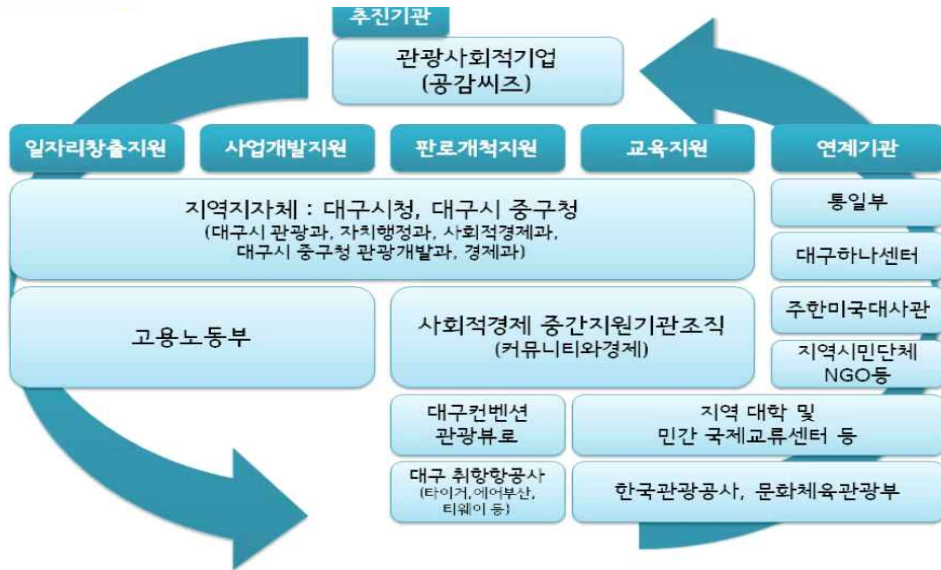 추진기관
관광사회적기업
(공감씨즈)
일자리창출지원
사업개발지원
판로개척지원
교육지원
연계기관
지역지자체 : 대구시청, 대구시 중구청
(대구시 관광과, 자치행정과, 사회적경제과,
대구시 중구청 관광개발과, 경제과)
통일부
대구하나센터
고용노동부
사회적경제 중간지원기관조직
(커뮤니티와경제)
주한미국대사관
지역시민단체
NGO등
대구컨벤션
관광뷰로
지역 대학 및
민간 국제교류센터 등
대구 취항항공사
(타이거,에어부산,
티웨이 등)
한국관광공사, 문화체육관광부